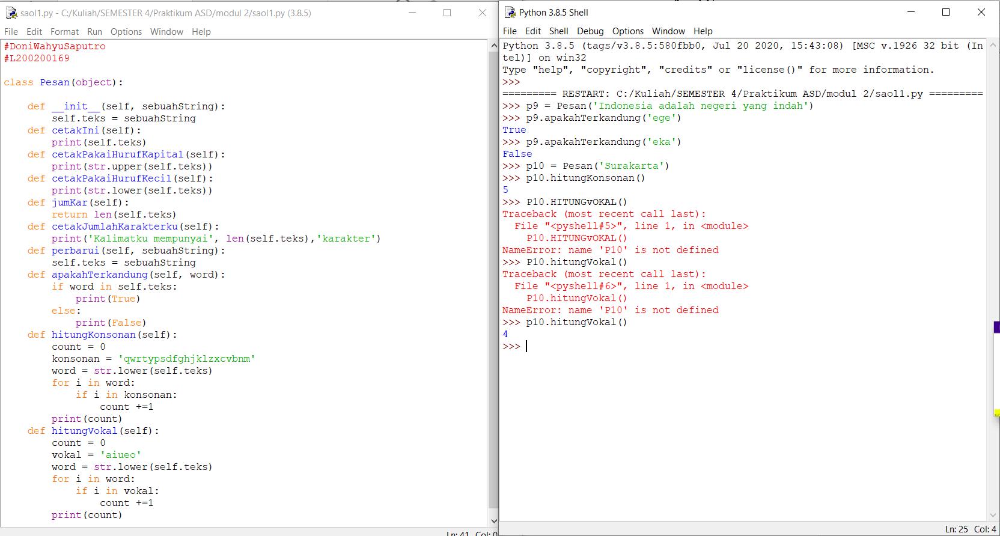 saol1.py - C:/Kuliah/SEMESTER 4/Praktikum ASD/modul 2/saol1.py (3.8.5)
File Edit Format Run Options Window Help
#DoniWahyuSaputro
#L200200169
class Pesan(object):
    def __init__(self, sebuahString):
        self.teks = sebuahString
    def cetakIni(self):
        print(self.teks)
    def cetakPakaiHurufKapital(self):
        print(str.upper(self.teks))
    def cetakPakaiHurufKecil(self):
        print(str.lower(self.teks))
    def jumKar(self):
        return len(self.teks)
    def cetakJumlahKarakterku(self):
        print('Kalimatku mempunyai', len(self.teks),'karakter')
    def perbarui(self, sebuahString):
        self.teks = sebuahString
    def apakahTerkandung(self, word):
        if word in self.teks:
            print(True)
        else:
            print(False)
    def hitungKonsonan(self):
        count = 0
        konsonan = 'qwrtypsdfghjklzxcvbnm'
        word = str.lower(self.teks)
        for i in word:
            if i in konsonan:
                count +=1
        print(count)
    def hitungVokal(self):
        count = 0
        vokal = 'aiueo'
        word = str.lower(self.teks)
        for i in word:
            if i in vokal:
                count +=1
        print(count)
Ln: 41 Col: 0
Python 3.8.5 Shell
File Edit Shell Debug Options Window Help
Python 3.8.5 (tags/v3.8.5:580fbb0, Jul 20 2020, 15:43:08) [MSC v.1926 32 bit (In
tel)] on win32
Type "help", "copyright", "credits" or "license()" for more information.
>>>
========= RESTART: C:/Kuliah/SEMESTER 4/Praktikum ASD/modul 2/saol1.py =========
>>> p9 = Pesan('Indonesia adalah negeri yang indah')
>>> p9.apakahTerkandung('ege')
True
>>> p9.apakahTerkandung('eka')
False
>>> p10 = Pesan('Surakarta')
>>> p10.hitungKonsonan()
5
>>> P10.HITUNGvOKAL()
Traceback (most recent call last):
  File "<pyshell#5>", line 1, in <module>
    P10.HITUNGvOKAL()
NameError: name 'P10' is not defined
>>> P10.hitungVokal()
Traceback (most recent call last):
  File "<pyshell#6>", line 1, in <module>
    P10.hitungVokal()
NameError: name 'P10' is not defined
>>> p10.hitungVokal()
4
>>>
Ln: 25 Col: 4